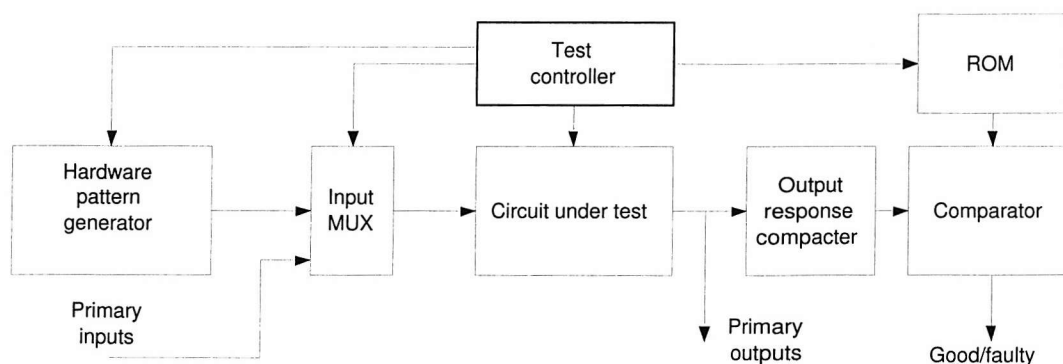 Test
controller
ROM
Hardware
pattern
generator
Input
MUX
Circuit under test
Output
response
compacter
Comparator
Primary
inputs
Primary
outputs
Good/faulty